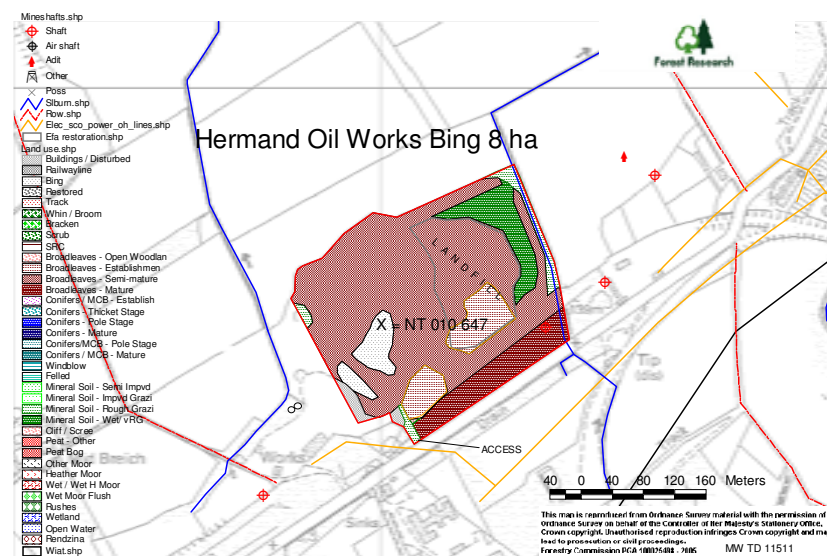 Mineshafts.shp
Shaft
Air shaft
Adit
Other
Poss
Slburn.shp
Row.shp
Elec_sco_power_oh_lines.shp
Efa restoration.shp
Land use.shp
Buildings / Disturbed
Railwayline
Bing
Restored
Track
Whin / Broom
Bracken
Scrub
SRC
Broadleaves - Open Woodlan
Broadleaves - Establishmen
Broadleaves - Semi-mature
Broadleaves - Mature
Conifers / MCB - Establish
Conifers - Thicket Stage
Conifers - Pole Stage
Conifers - Mature
Conifers/MCB - Pole Stage
Conifers / MCB - Mature
Windblow
Felled
Mineral Soil - Semi Impvd
Mineral Soil - Impvd Grazi
Mineral Soil - Rough Grazi
Mineral Soil - Wet/vRG
Cliff / Scree
Peat - Other
Peat Bog
Other Moor
Heather Moor
Wet / Wet H Moor
Wet Moor Flush
Rushes
Wetland
Open Water
Rendzina
Wiat.shp
Forest Research
Hermand Oil Works Bing 8 ha
LANDFILL
X = NT 010 647
Tip
(dis)
Breich
Works
ACCESS
40 0 40 80 120 160 Meters
This map is reproduced from Ordnance Survey material with the permission of
Ordnance Survey on behalf of the Controller of Her Majesty's Stationery Office,
Crown copyright. Unauthorised reproduction infringes Crown copyright and me
lead to prosecution or civil proceedings.
Forestry Commission PGA 100025498 - 2005
MW TD 11511